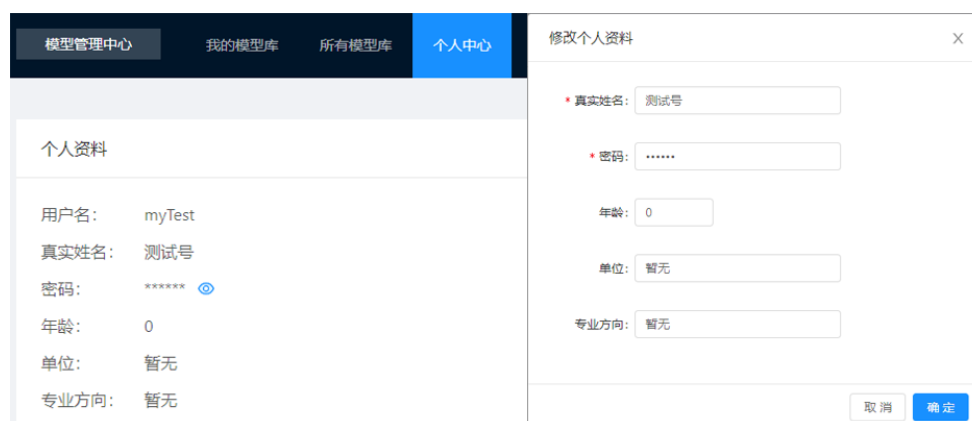 模型管理中心 我的模型库 所有模型库 个人中心
个人资料
用户名： myTest
真实姓名： 测试号
密码： ******
年龄： 0
单位： 暂无
专业方向： 暂无
修改个人资料
* 真实姓名： 测试号
* 密码： ••••••
年龄： 0
单位： 暂无
专业方向： 暂无
取 消 确 定